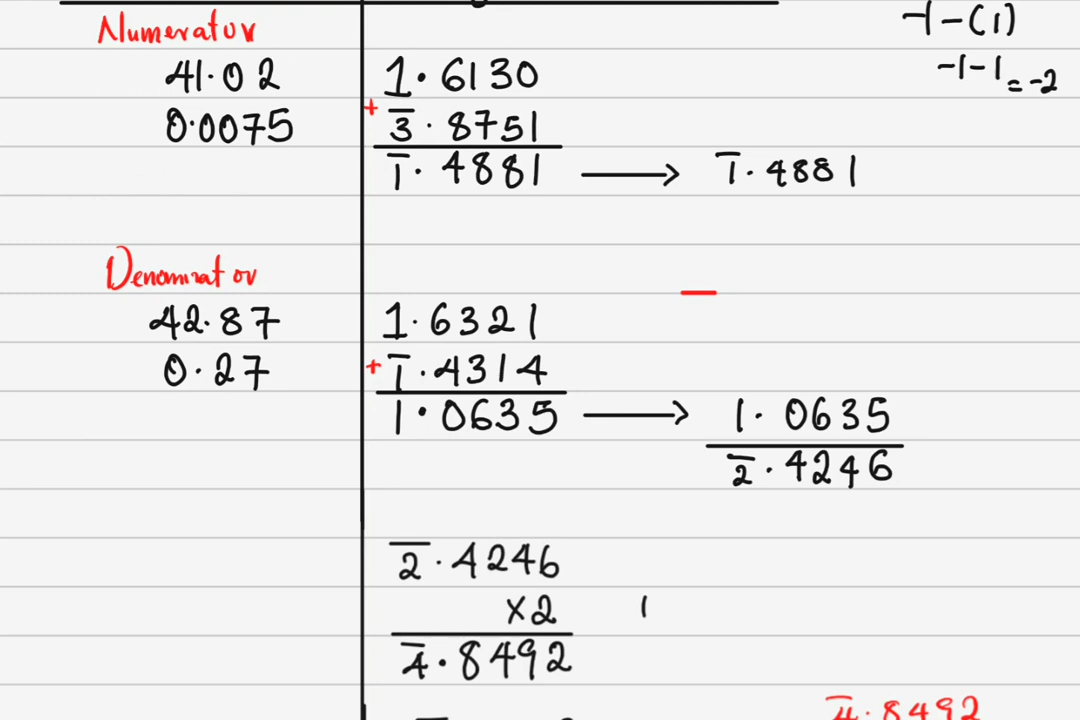 Numerator
-1-(1)
41.02 1.6130
-1-1=-2
0.0075 + 3̅.8751
1̅.4881 → 1̅.4881
Denominator
42.87 1.6321
0.27 + 1̅.4314
1.0635 → 1.0635
2̅.4246
2̅.4246
×2
4̅.8492
4̅.8492